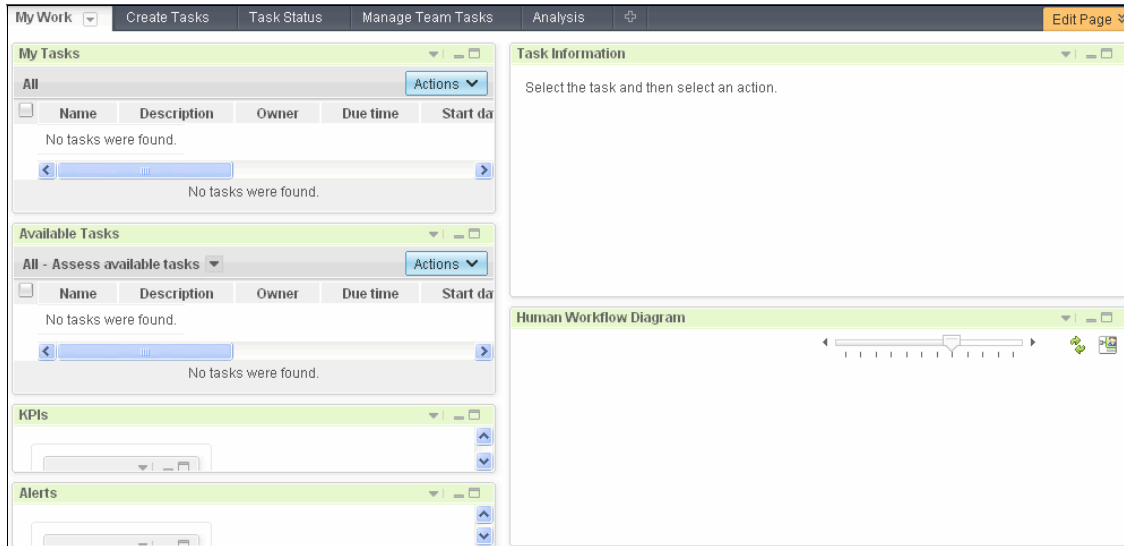 My Work Create Tasks Task Status Manage Team Tasks Analysis Edit Page
My Tasks
All Actions
Name Description Owner Due time Start da
No tasks were found.
No tasks were found.
Available Tasks
All - Assess available tasks Actions
Name Description Owner Due time Start da
No tasks were found.
No tasks were found.
KPIs
Alerts
Task Information
Select the task and then select an action.
Human Workflow Diagram